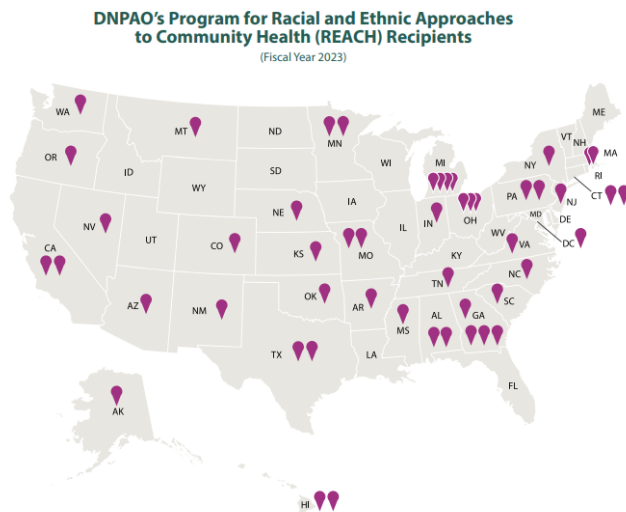 DNPAO’s Program for Racial and Ethnic Approaches
to Community Health (REACH) Recipients
(Fiscal Year 2023)
WA
MT
ND
MN
ME
VT
NH
OR
ID
WY
SD
WI
MI
NY
MA
RI
CT
NV
UT
CO
NE
IA
IL
IN
OH
PA
NJ
MD
DE
DC
CA
KS
MO
KY
WV
VA
AZ
NM
OK
AR
TN
NC
SC
TX
LA
MS
AL
GA
FL
AK
HI